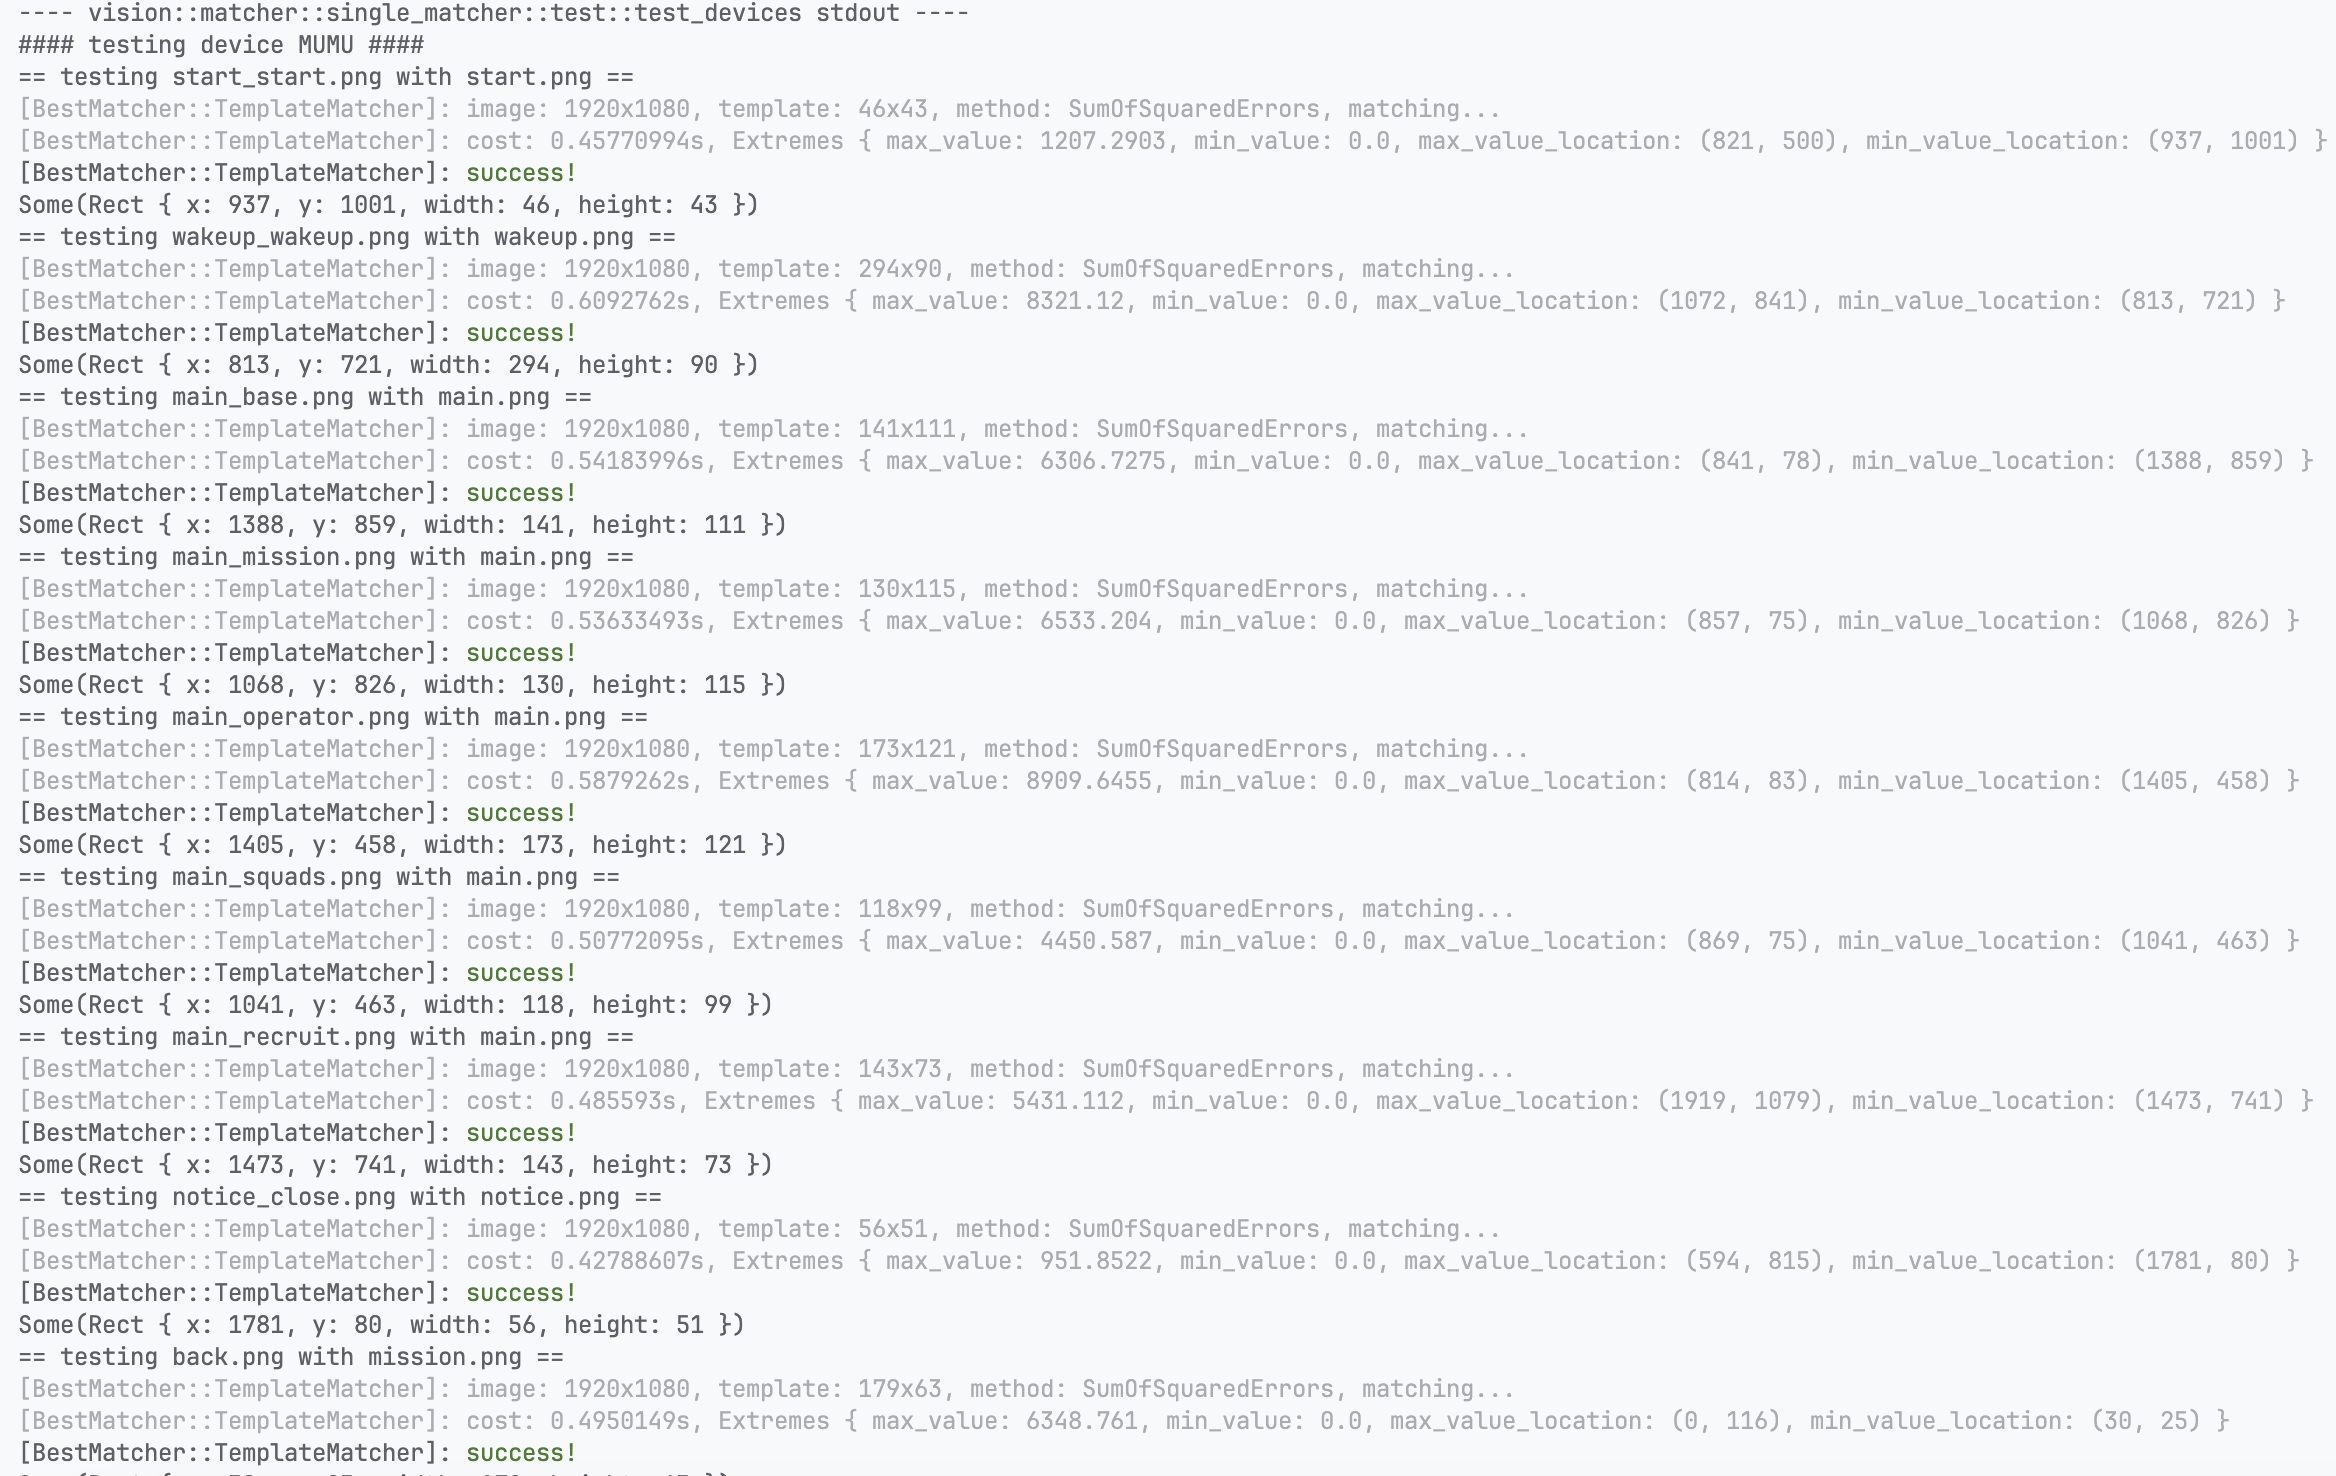 ---- vision::matcher::single_matcher::test::test_devices stdout ----
#### testing device MUMU ####
== testing start_start.png with start.png ==
[BestMatcher::TemplateMatcher]: image: 1920x1080, template: 46x43, method: SumOfSquaredErrors, matching...
[BestMatcher::TemplateMatcher]: cost: 0.45770994s, Extremes { max_value: 1207.2903, min_value: 0.0, max_value_location: (821, 500), min_value_location: (937, 1001) }
[BestMatcher::TemplateMatcher]: success!
Some(Rect { x: 937, y: 1001, width: 46, height: 43 })
== testing wakeup_wakeup.png with wakeup.png ==
[BestMatcher::TemplateMatcher]: image: 1920x1080, template: 294x90, method: SumOfSquaredErrors, matching...
[BestMatcher::TemplateMatcher]: cost: 0.6092762s, Extremes { max_value: 8321.12, min_value: 0.0, max_value_location: (1072, 841), min_value_location: (813, 721) }
[BestMatcher::TemplateMatcher]: success!
Some(Rect { x: 813, y: 721, width: 294, height: 90 })
== testing main_base.png with main.png ==
[BestMatcher::TemplateMatcher]: image: 1920x1080, template: 141x111, method: SumOfSquaredErrors, matching...
[BestMatcher::TemplateMatcher]: cost: 0.54183996s, Extremes { max_value: 6306.7275, min_value: 0.0, max_value_location: (841, 78), min_value_location: (1388, 859) }
[BestMatcher::TemplateMatcher]: success!
Some(Rect { x: 1388, y: 859, width: 141, height: 111 })
== testing main_mission.png with main.png ==
[BestMatcher::TemplateMatcher]: image: 1920x1080, template: 130x115, method: SumOfSquaredErrors, matching...
[BestMatcher::TemplateMatcher]: cost: 0.53633493s, Extremes { max_value: 6533.204, min_value: 0.0, max_value_location: (857, 75), min_value_location: (1068, 826) }
[BestMatcher::TemplateMatcher]: success!
Some(Rect { x: 1068, y: 826, width: 130, height: 115 })
== testing main_operator.png with main.png ==
[BestMatcher::TemplateMatcher]: image: 1920x1080, template: 173x121, method: SumOfSquaredErrors, matching...
[BestMatcher::TemplateMatcher]: cost: 0.5879262s, Extremes { max_value: 8909.6455, min_value: 0.0, max_value_location: (814, 83), min_value_location: (1405, 458) }
[BestMatcher::TemplateMatcher]: success!
Some(Rect { x: 1405, y: 458, width: 173, height: 121 })
== testing main_squads.png with main.png ==
[BestMatcher::TemplateMatcher]: image: 1920x1080, template: 118x99, method: SumOfSquaredErrors, matching...
[BestMatcher::TemplateMatcher]: cost: 0.50772095s, Extremes { max_value: 4450.587, min_value: 0.0, max_value_location: (869, 75), min_value_location: (1041, 463) }
[BestMatcher::TemplateMatcher]: success!
Some(Rect { x: 1041, y: 463, width: 118, height: 99 })
== testing main_recruit.png with main.png ==
[BestMatcher::TemplateMatcher]: image: 1920x1080, template: 143x73, method: SumOfSquaredErrors, matching...
[BestMatcher::TemplateMatcher]: cost: 0.485593s, Extremes { max_value: 5431.112, min_value: 0.0, max_value_location: (1919, 1079), min_value_location: (1473, 741) }
[BestMatcher::TemplateMatcher]: success!
Some(Rect { x: 1473, y: 741, width: 143, height: 73 })
== testing notice_close.png with notice.png ==
[BestMatcher::TemplateMatcher]: image: 1920x1080, template: 56x51, method: SumOfSquaredErrors, matching...
[BestMatcher::TemplateMatcher]: cost: 0.42788607s, Extremes { max_value: 951.8522, min_value: 0.0, max_value_location: (594, 815), min_value_location: (1781, 80) }
[BestMatcher::TemplateMatcher]: success!
Some(Rect { x: 1781, y: 80, width: 56, height: 51 })
== testing back.png with mission.png ==
[BestMatcher::TemplateMatcher]: image: 1920x1080, template: 179x63, method: SumOfSquaredErrors, matching...
[BestMatcher::TemplateMatcher]: cost: 0.4950149s, Extremes { max_value: 6348.761, min_value: 0.0, max_value_location: (0, 116), min_value_location: (30, 25) }
[BestMatcher::TemplateMatcher]: success!